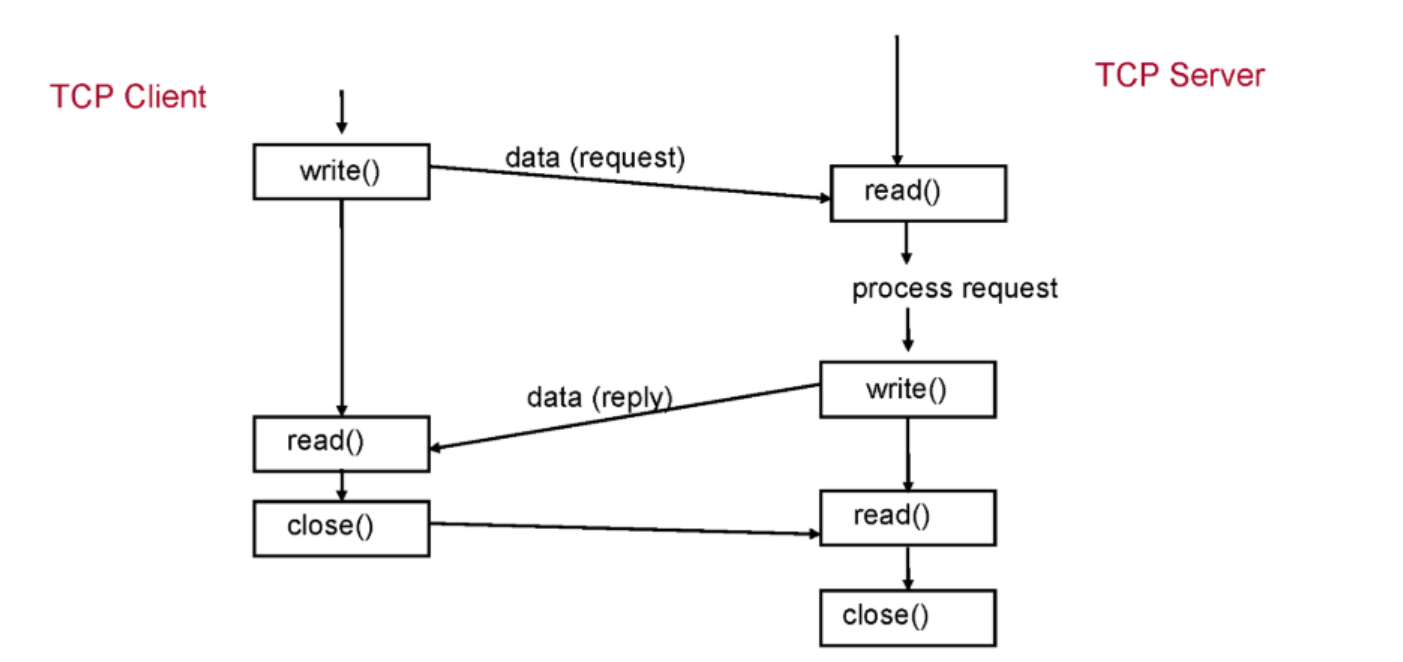 TCP Client
TCP Server
write()
data (request)
read()
process request
write()
data (reply)
read()
read()
close()
close()